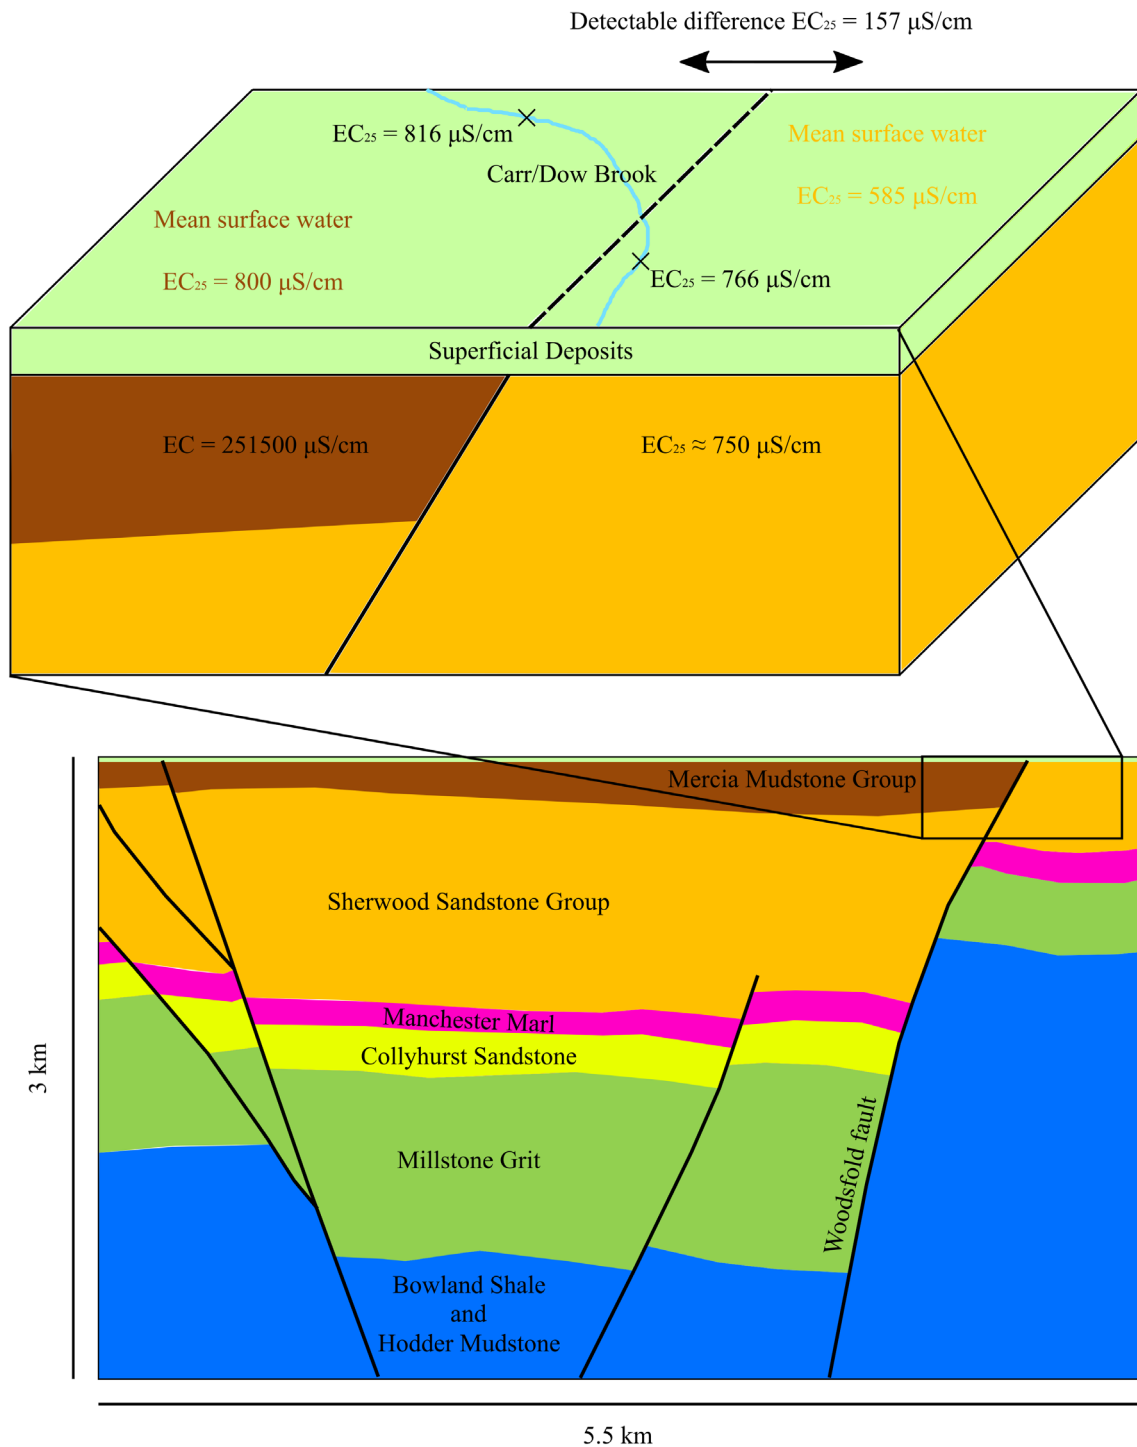 Detectable difference EC₂₅ = 157 μS/cm
EC₂₅ = 816 μS/cm
Mean surface water
EC₂₅ = 585 μS/cm
Carr/Dow Brook
Mean surface water
EC₂₅ = 800 μS/cm
EC₂₅ = 766 μS/cm
Superficial Deposits
EC = 251500 μS/cm
EC₂₅ ≈ 750 μS/cm
Mercia Mudstone Group
Sherwood Sandstone Group
Manchester Marl
Collyhurst Sandstone
Millstone Grit
Woodsfold fault
Bowland Shale
and
Hodder Mudstone
3 km
5.5 km